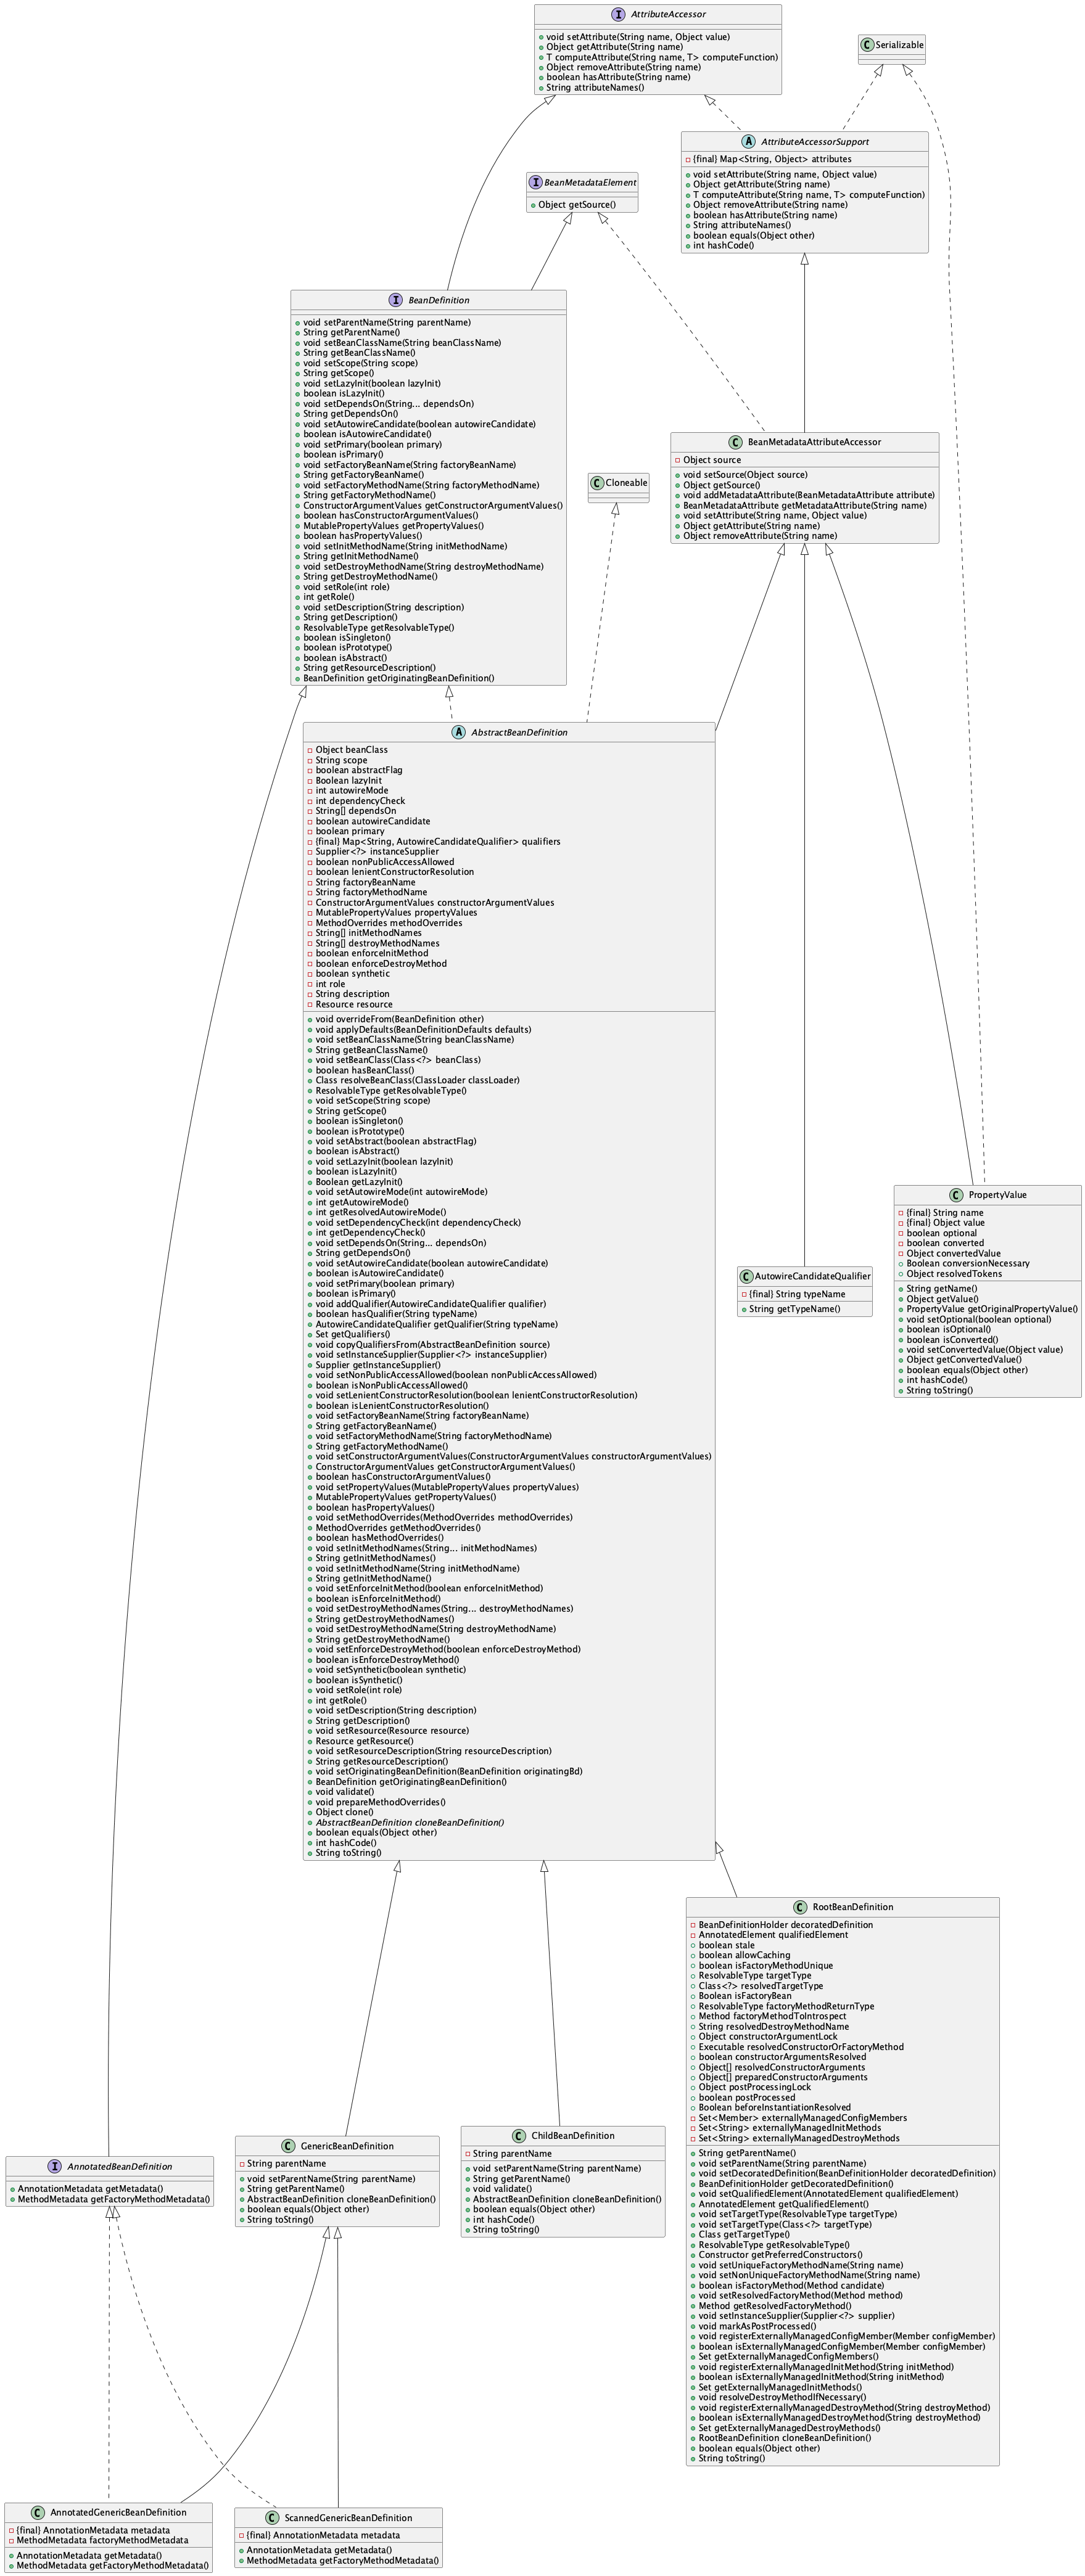 I AttributeAccessor
void setAttribute(String name, Object value)
Object getAttribute(String name)
T computeAttribute(String name, T> computeFunction)
Object removeAttribute(String name)
boolean hasAttribute(String name)
String attributeNames()
C Serializable
A AttributeAccessorSupport
{final} Map<String, Object> attributes
void setAttribute(String name, Object value)
Object getAttribute(String name)
T computeAttribute(String name, T> computeFunction)
Object removeAttribute(String name)
boolean hasAttribute(String name)
String attributeNames()
boolean equals(Object other)
int hashCode()
I BeanMetadataElement
Object getSource()
I BeanDefinition
void setParentName(String parentName)
String getParentName()
void setBeanClassName(String beanClassName)
String getBeanClassName()
void setScope(String scope)
String getScope()
void setLazyInit(boolean lazyInit)
boolean isLazyInit()
void setDependsOn(String... dependsOn)
String getDependsOn()
void setAutowireCandidate(boolean autowireCandidate)
boolean isAutowireCandidate()
void setPrimary(boolean primary)
boolean isPrimary()
void setFactoryBeanName(String factoryBeanName)
String getFactoryBeanName()
void setFactoryMethodName(String factoryMethodName)
String getFactoryMethodName()
ConstructorArgumentValues getConstructorArgumentValues()
boolean hasConstructorArgumentValues()
MutablePropertyValues getPropertyValues()
boolean hasPropertyValues()
void setInitMethodName(String initMethodName)
String getInitMethodName()
void setDestroyMethodName(String destroyMethodName)
String getDestroyMethodName()
void setRole(int role)
int getRole()
void setDescription(String description)
String getDescription()
ResolvableType getResolvableType()
boolean isSingleton()
boolean isPrototype()
boolean isAbstract()
String getResourceDescription()
BeanDefinition getOriginatingBeanDefinition()
C BeanMetadataAttributeAccessor
Object source
void setSource(Object source)
Object getSource()
void addMetadataAttribute(BeanMetadataAttribute attribute)
BeanMetadataAttribute getMetadataAttribute(String name)
void setAttribute(String name, Object value)
Object getAttribute(String name)
Object removeAttribute(String name)
C Cloneable
A AbstractBeanDefinition
Object beanClass
String scope
boolean abstractFlag
Boolean lazyInit
int autowireMode
int dependencyCheck
String[] dependsOn
boolean autowireCandidate
boolean primary
{final} Map<String, AutowireCandidateQualifier> qualifiers
Supplier<?> instanceSupplier
boolean nonPublicAccessAllowed
boolean lenientConstructorResolution
String factoryBeanName
String factoryMethodName
ConstructorArgumentValues constructorArgumentValues
MutablePropertyValues propertyValues
MethodOverrides methodOverrides
String[] initMethodNames
String[] destroyMethodNames
boolean enforceInitMethod
boolean enforceDestroyMethod
boolean synthetic
int role
String description
Resource resource
void overrideFrom(BeanDefinition other)
void applyDefaults(BeanDefinitionDefaults defaults)
void setBeanClassName(String beanClassName)
String getBeanClassName()
void setBeanClass(Class<?> beanClass)
boolean hasBeanClass()
Class resolveBeanClass(ClassLoader classLoader)
ResolvableType getResolvableType()
void setScope(String scope)
String getScope()
boolean isSingleton()
boolean isPrototype()
void setAbstract(boolean abstractFlag)
boolean isAbstract()
void setLazyInit(boolean lazyInit)
boolean isLazyInit()
Boolean getLazyInit()
void setAutowireMode(int autowireMode)
int getAutowireMode()
int getResolvedAutowireMode()
void setDependencyCheck(int dependencyCheck)
int getDependencyCheck()
void setDependsOn(String... dependsOn)
String getDependsOn()
void setAutowireCandidate(boolean autowireCandidate)
boolean isAutowireCandidate()
void setPrimary(boolean primary)
boolean isPrimary()
void addQualifier(AutowireCandidateQualifier qualifier)
boolean hasQualifier(String typeName)
AutowireCandidateQualifier getQualifier(String typeName)
Set getQualifiers()
void copyQualifiersFrom(AbstractBeanDefinition source)
void setInstanceSupplier(Supplier<?> instanceSupplier)
Supplier getInstanceSupplier()
void setNonPublicAccessAllowed(boolean nonPublicAccessAllowed)
boolean isNonPublicAccessAllowed()
void setLenientConstructorResolution(boolean lenientConstructorResolution)
boolean isLenientConstructorResolution()
void setFactoryBeanName(String factoryBeanName)
String getFactoryBeanName()
void setFactoryMethodName(String factoryMethodName)
String getFactoryMethodName()
void setConstructorArgumentValues(ConstructorArgumentValues constructorArgumentValues)
ConstructorArgumentValues getConstructorArgumentValues()
boolean hasConstructorArgumentValues()
void setPropertyValues(MutablePropertyValues propertyValues)
MutablePropertyValues getPropertyValues()
boolean hasPropertyValues()
void setMethodOverrides(MethodOverrides methodOverrides)
MethodOverrides getMethodOverrides()
boolean hasMethodOverrides()
void setInitMethodNames(String... initMethodNames)
String getInitMethodNames()
void setInitMethodName(String initMethodName)
String getInitMethodName()
void setEnforceInitMethod(boolean enforceInitMethod)
boolean isEnforceInitMethod()
void setDestroyMethodNames(String... destroyMethodNames)
String getDestroyMethodNames()
void setDestroyMethodName(String destroyMethodName)
String getDestroyMethodName()
void setEnforceDestroyMethod(boolean enforceDestroyMethod)
boolean isEnforceDestroyMethod()
void setSynthetic(boolean synthetic)
boolean isSynthetic()
void setRole(int role)
int getRole()
void setDescription(String description)
String getDescription()
void setResource(Resource resource)
Resource getResource()
void setResourceDescription(String resourceDescription)
String getResourceDescription()
void setOriginatingBeanDefinition(BeanDefinition originatingBd)
BeanDefinition getOriginatingBeanDefinition()
void validate()
void prepareMethodOverrides()
Object clone()
AbstractBeanDefinition cloneBeanDefinition()
boolean equals(Object other)
int hashCode()
String toString()
C PropertyValue
{final} String name
{final} Object value
boolean optional
boolean converted
Object convertedValue
Boolean conversionNecessary
Object resolvedTokens
String getName()
Object getValue()
PropertyValue getOriginalPropertyValue()
void setOptional(boolean optional)
boolean isOptional()
boolean isConverted()
void setConvertedValue(Object value)
Object getConvertedValue()
boolean equals(Object other)
int hashCode()
String toString()
C AutowireCandidateQualifier
{final} String typeName
String getTypeName()
C RootBeanDefinition
BeanDefinitionHolder decoratedDefinition
AnnotatedElement qualifiedElement
boolean stale
boolean allowCaching
boolean isFactoryMethodUnique
ResolvableType targetType
Class<?> resolvedTargetType
Boolean isFactoryBean
ResolvableType factoryMethodReturnType
Method factoryMethodToIntrospect
String resolvedDestroyMethodName
Object constructorArgumentLock
Executable resolvedConstructorOrFactoryMethod
boolean constructorArgumentsResolved
Object[] resolvedConstructorArguments
Object[] preparedConstructorArguments
Object postProcessingLock
boolean postProcessed
Boolean beforeInstantiationResolved
Set<Member> externallyManagedConfigMembers
Set<String> externallyManagedInitMethods
Set<String> externallyManagedDestroyMethods
String getParentName()
void setParentName(String parentName)
void setDecoratedDefinition(BeanDefinitionHolder decoratedDefinition)
BeanDefinitionHolder getDecoratedDefinition()
void setQualifiedElement(AnnotatedElement qualifiedElement)
AnnotatedElement getQualifiedElement()
void setTargetType(ResolvableType targetType)
void setTargetType(Class<?> targetType)
Class getTargetType()
ResolvableType getResolvableType()
Constructor getPreferredConstructors()
void setUniqueFactoryMethodName(String name)
void setNonUniqueFactoryMethodName(String name)
boolean isFactoryMethod(Method candidate)
void setResolvedFactoryMethod(Method method)
Method getResolvedFactoryMethod()
void setInstanceSupplier(Supplier<?> supplier)
void markAsPostProcessed()
void registerExternallyManagedConfigMember(Member configMember)
boolean isExternallyManagedConfigMember(Member configMember)
Set getExternallyManagedConfigMembers()
void registerExternallyManagedInitMethod(String initMethod)
boolean isExternallyManagedInitMethod(String initMethod)
Set getExternallyManagedInitMethods()
void resolveDestroyMethodIfNecessary()
void registerExternallyManagedDestroyMethod(String destroyMethod)
boolean isExternallyManagedDestroyMethod(String destroyMethod)
Set getExternallyManagedDestroyMethods()
RootBeanDefinition cloneBeanDefinition()
boolean equals(Object other)
String toString()
I AnnotatedBeanDefinition
AnnotationMetadata getMetadata()
MethodMetadata getFactoryMethodMetadata()
C GenericBeanDefinition
String parentName
void setParentName(String parentName)
String getParentName()
AbstractBeanDefinition cloneBeanDefinition()
boolean equals(Object other)
String toString()
C ChildBeanDefinition
String parentName
void setParentName(String parentName)
String getParentName()
void validate()
AbstractBeanDefinition cloneBeanDefinition()
boolean equals(Object other)
int hashCode()
String toString()
C AnnotatedGenericBeanDefinition
{final} AnnotationMetadata metadata
MethodMetadata factoryMethodMetadata
AnnotationMetadata getMetadata()
MethodMetadata getFactoryMethodMetadata()
C ScannedGenericBeanDefinition
{final} AnnotationMetadata metadata
AnnotationMetadata getMetadata()
MethodMetadata getFactoryMethodMetadata()